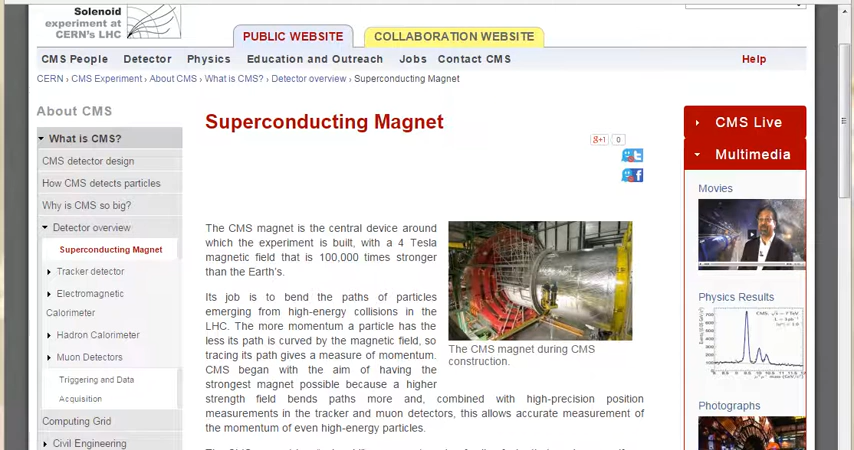 Solenoid
experiment at
CERN's LHC
PUBLIC WEBSITE
COLLABORATION WEBSITE
CMS People Detector Physics Education and Outreach Jobs Contact CMS Help
CERN › CMS Experiment › About CMS › What is CMS? › Detector overview › Superconducting Magnet
About CMS
What is CMS?
CMS detector design
How CMS detects particles
Why is CMS so big?
Detector overview
Superconducting Magnet
Tracker detector
Electromagnetic
Calorimeter
Hadron Calorimeter
Muon Detectors
Triggering and Data
Acquisition
Computing Grid
Civil Engineering
Superconducting Magnet
g+1 0
The CMS magnet is the central device around
which the experiment is built, with a 4 Tesla
magnetic field that is 100,000 times stronger
than the Earth's.
Its job is to bend the paths of particles
emerging from high-energy collisions in the
LHC. The more momentum a particle has the
less its path is curved by the magnetic field, so
tracing its path gives a measure of momentum.
CMS began with the aim of having the
strongest magnet possible because a higher
strength field bends paths more and, combined with high-precision position
measurements in the tracker and muon detectors, this allows accurate measurement of
the momentum of even high-energy particles.
The CMS magnet during CMS
construction.
CMS Live
Multimedia
Movies
Physics Results
Photographs